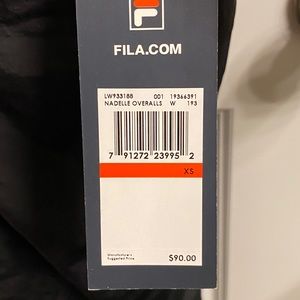 FILA.COM
LW933188 001 19366391
NADELLE OVERALLS W 193
7 91272 23995 2
XS
Manufacturer's
Suggested Price $90.00